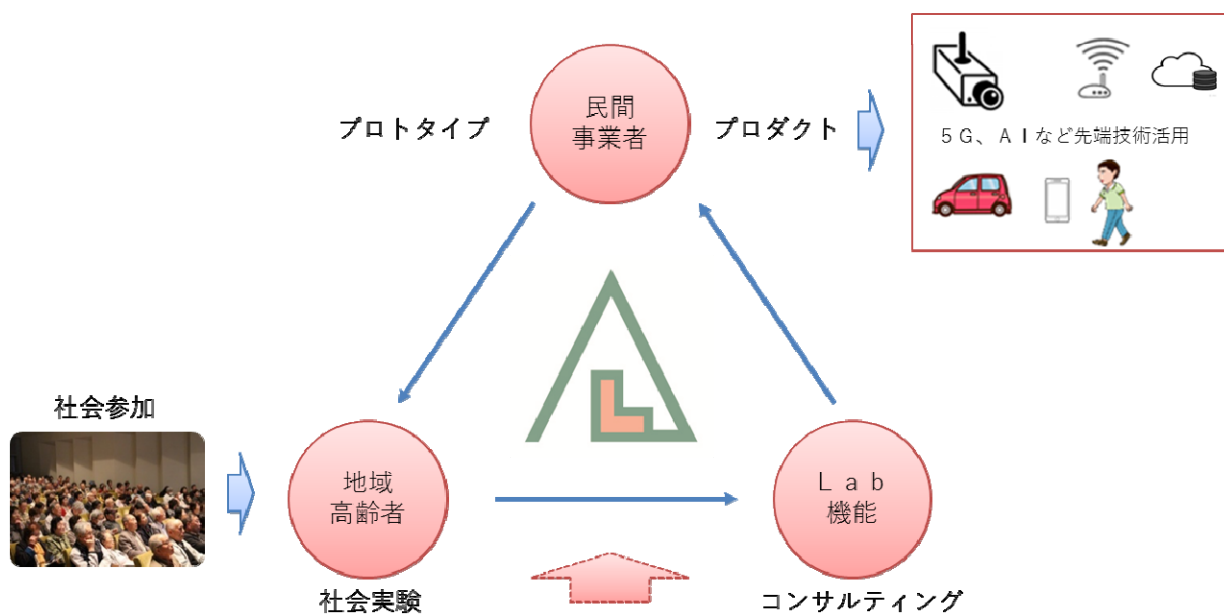 民間
事業者
プロトタイプ
プロダクト
5G、AIなど先端技術活用
社会参加
地域
高齢者
Lab
機能
社会実験
コンサルティング